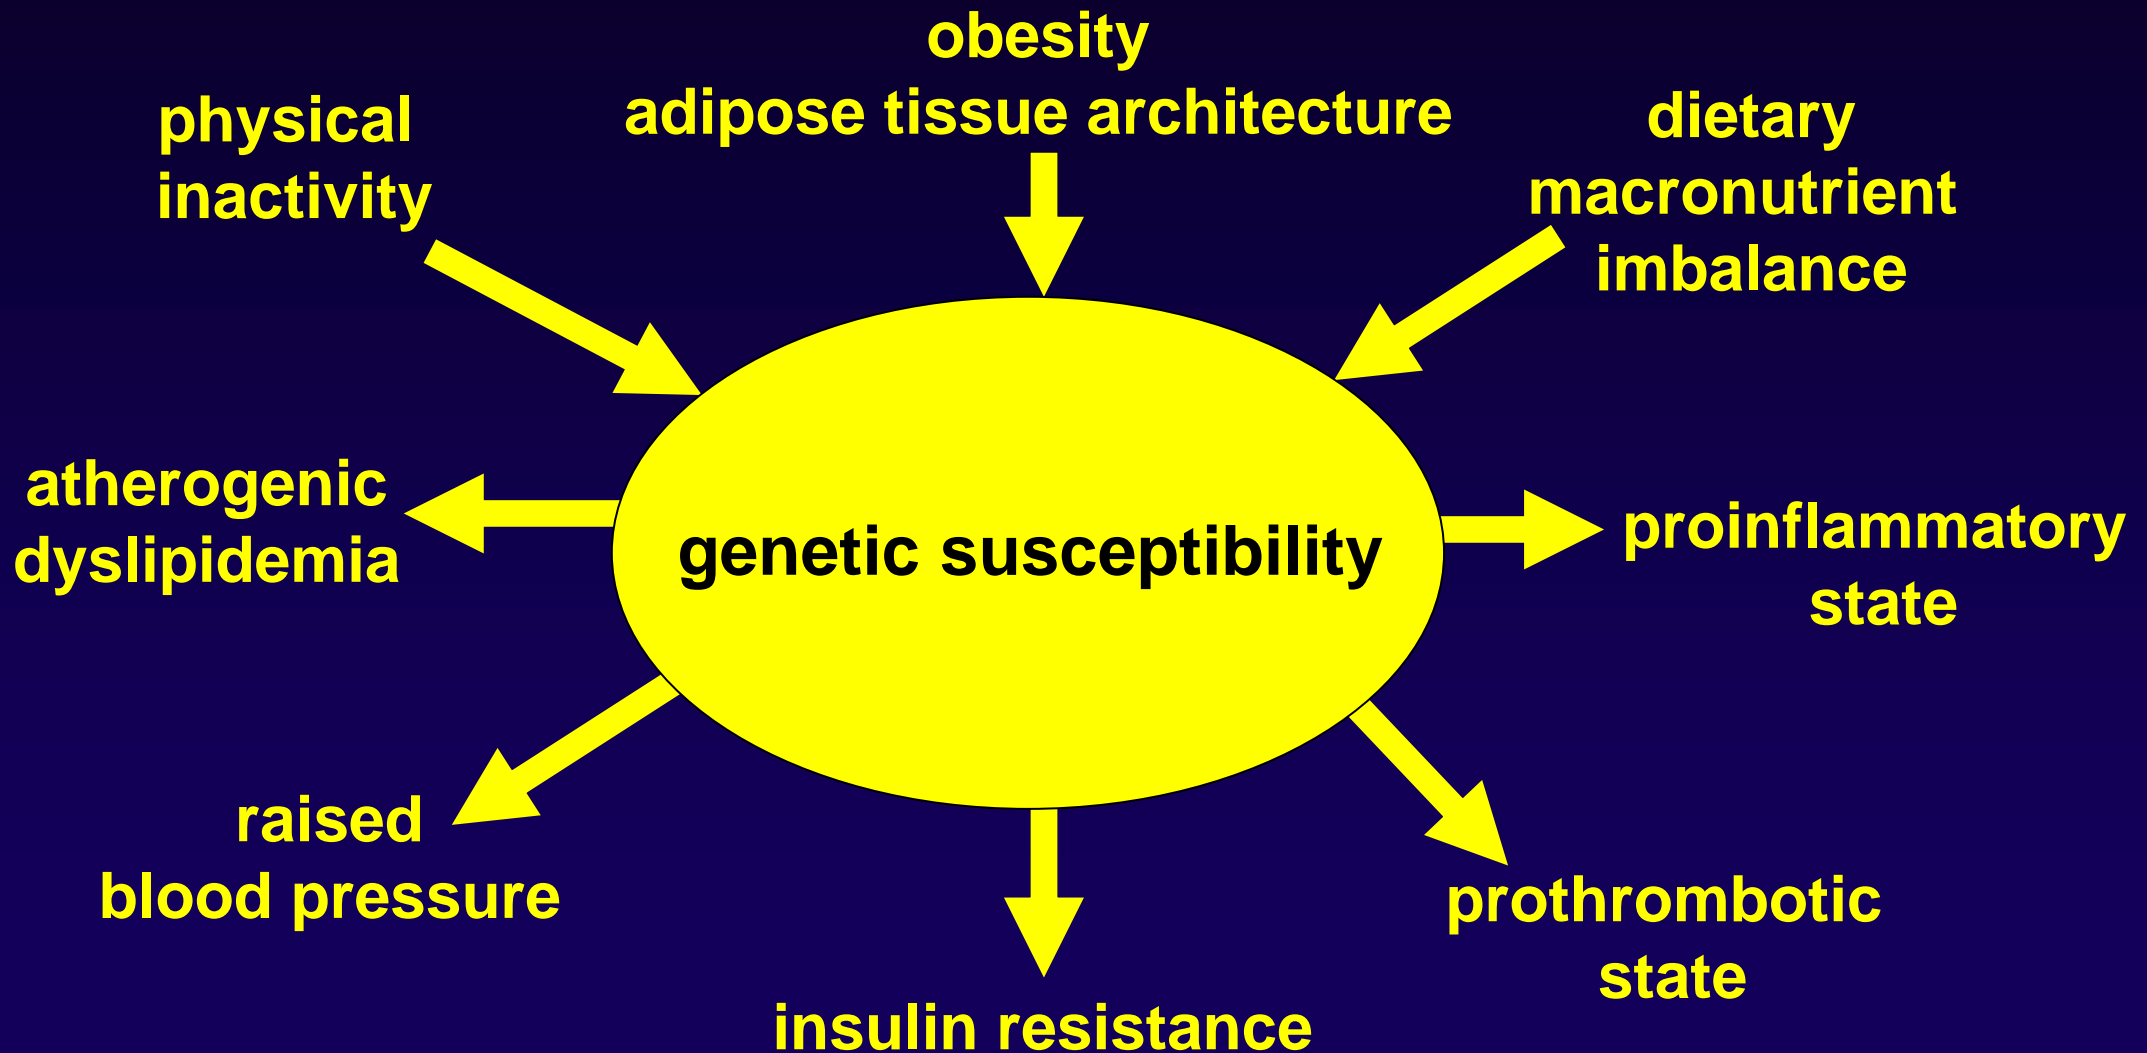 obesity
adipose tissue architecture
physical
inactivity
dietary
macronutrient
imbalance
atherogenic
dyslipidemia
genetic susceptibility
proinflammatory
state
raised
blood pressure
prothrombotic
state
insulin resistance